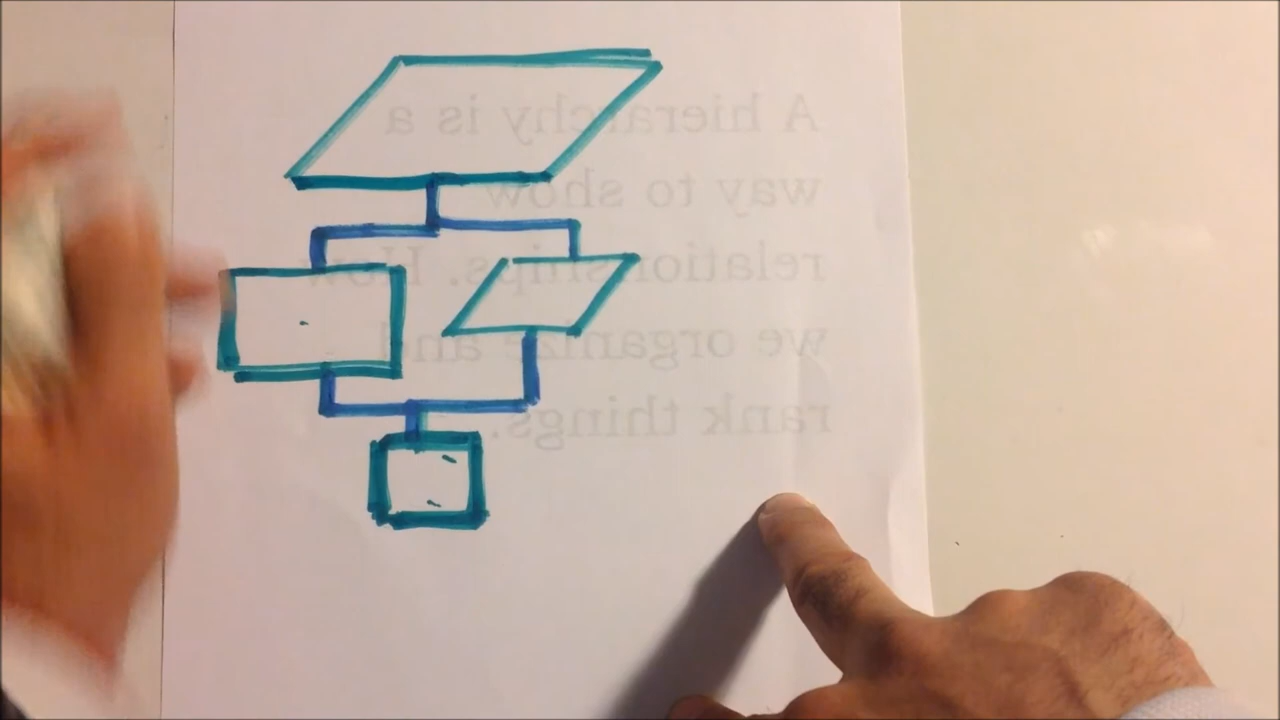 A hierarchy is a
way to show
relationships. How
we organize and
rank things.